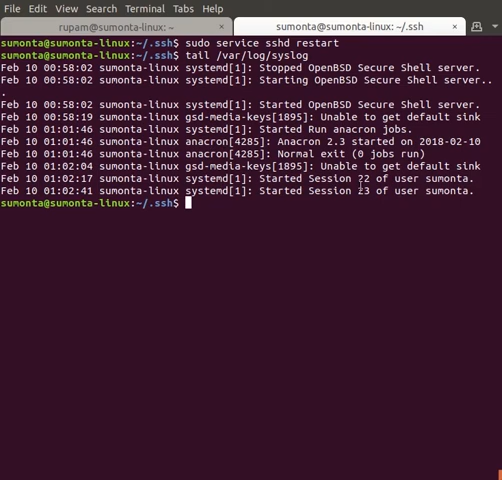 File Edit View Search Terminal Tabs Help
rupam@sumonta-linux: ~ × sumonta@sumonta-linux: ~/.ssh ×
sumonta@sumonta-linux:~/.ssh$ sudo service sshd restart
sumonta@sumonta-linux:~/.ssh$ tail /var/log/syslog
Feb 10 00:58:02 sumonta-linux systemd[1]: Stopped OpenBSD Secure Shell server.
Feb 10 00:58:02 sumonta-linux systemd[1]: Starting OpenBSD Secure Shell server..
.
Feb 10 00:58:02 sumonta-linux systemd[1]: Started OpenBSD Secure Shell server.
Feb 10 00:58:19 sumonta-linux gsd-media-keys[1895]: Unable to get default sink
Feb 10 01:01:46 sumonta-linux systemd[1]: Started Run anacron jobs.
Feb 10 01:01:46 sumonta-linux anacron[4285]: Anacron 2.3 started on 2018-02-10
Feb 10 01:01:46 sumonta-linux anacron[4285]: Normal exit (0 jobs run)
Feb 10 01:02:04 sumonta-linux gsd-media-keys[1895]: Unable to get default sink
Feb 10 01:02:17 sumonta-linux systemd[1]: Started Session 22 of user sumonta.
Feb 10 01:02:41 sumonta-linux systemd[1]: Started Session 23 of user sumonta.
sumonta@sumonta-linux:~/.ssh$